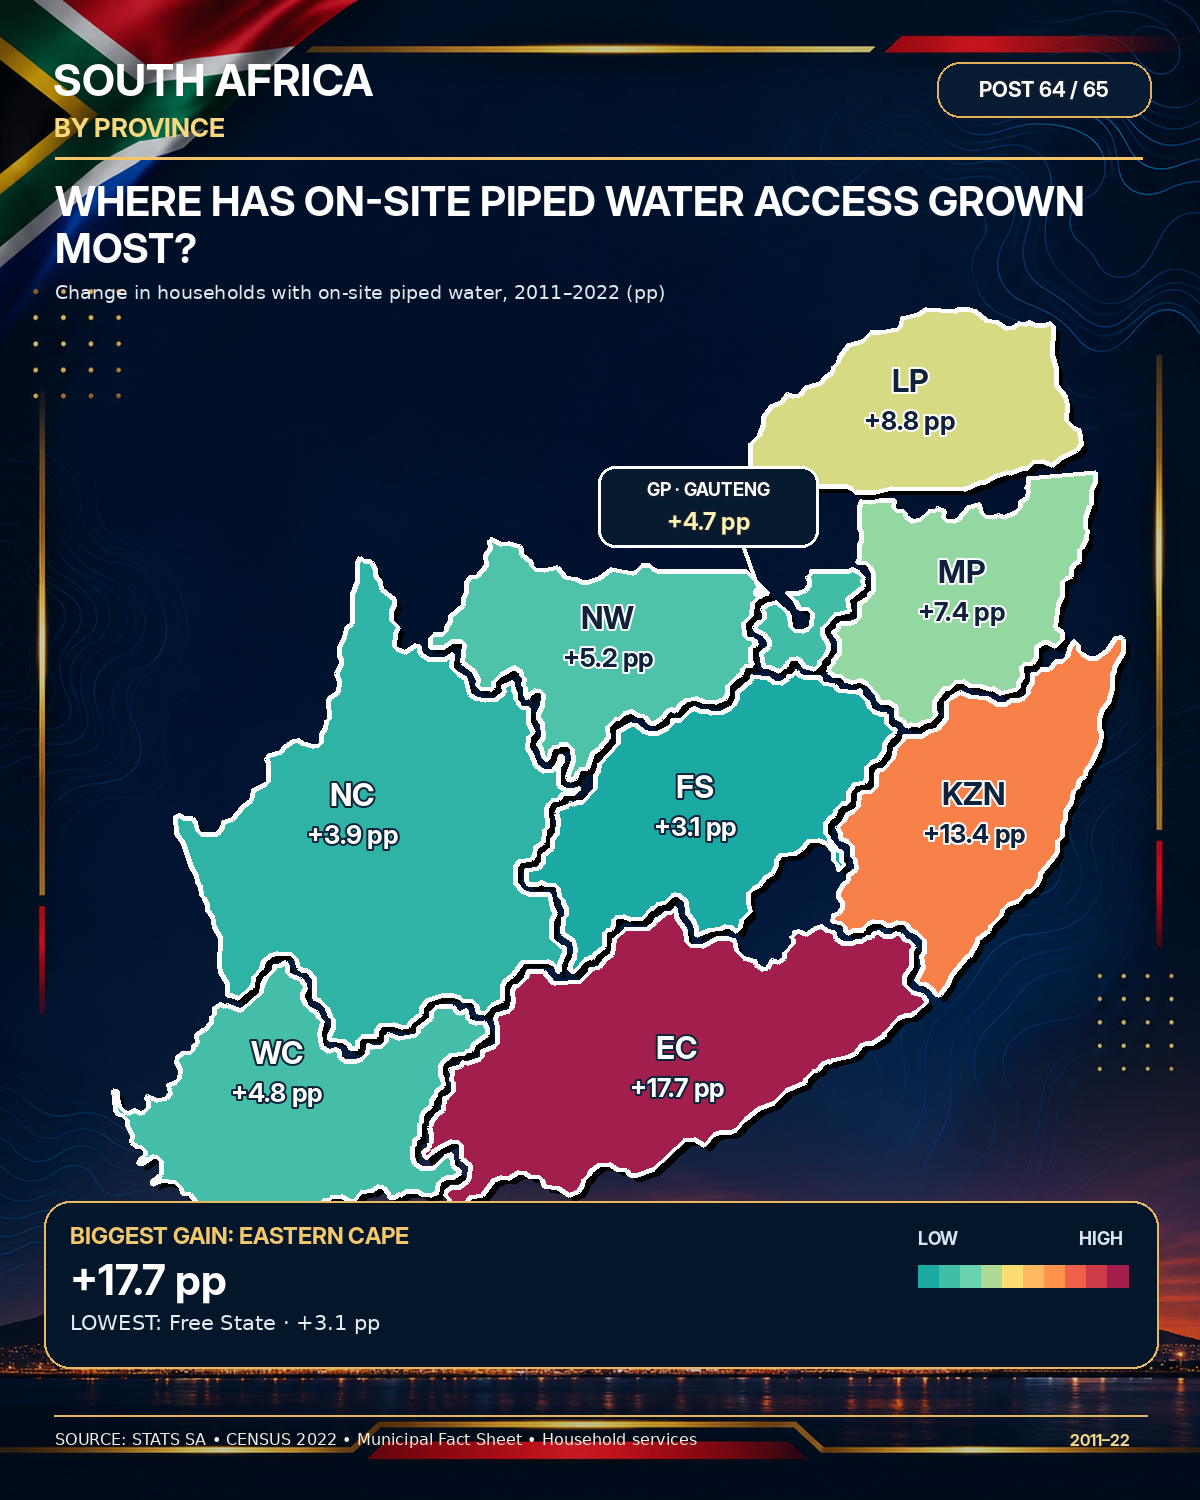 SOUTH AFRICA
BY PROVINCE
POST 64 / 65
WHERE HAS ON-SITE PIPED WATER ACCESS GROWN
MOST?
Change in households with on-site piped water, 2011–2022 (pp)
LP
+8.8 pp
GP · GAUTENG
+4.7 pp
MP
+7.4 pp
NW
+5.2 pp
NC
+3.9 pp
FS
+3.1 pp
KZN
+13.4 pp
WC
+4.8 pp
EC
+17.7 pp
BIGGEST GAIN: EASTERN CAPE
+17.7 pp
LOWEST: Free State · +3.1 pp
LOW HIGH
SOURCE: STATS SA • CENSUS 2022 • Municipal Fact Sheet • Household services
2011–22